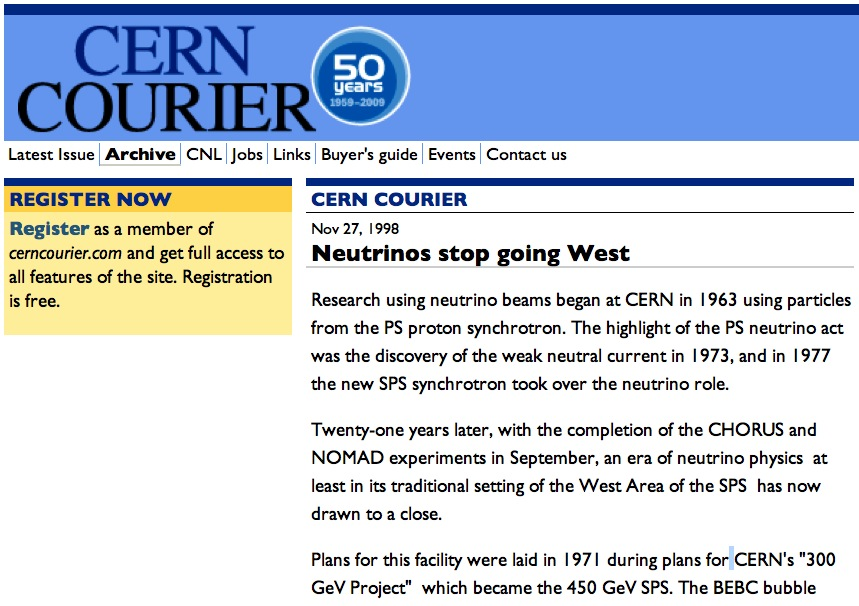 CERN
COURIER
50
years
1959-2009
Latest Issue Archive CNL Jobs Links Buyer's guide Events Contact us
REGISTER NOW
Register as a member of
cerncourier.com and get full access to
all features of the site. Registration
is free.
CERN COURIER
Nov 27, 1998
Neutrinos stop going West
Research using neutrino beams began at CERN in 1963 using particles
from the PS proton synchrotron. The highlight of the PS neutrino act
was the discovery of the weak neutral current in 1973, and in 1977
the new SPS synchrotron took over the neutrino role.
Twenty-one years later, with the completion of the CHORUS and
NOMAD experiments in September, an era of neutrino physics  at
least in its traditional setting of the West Area of the SPS  has now
drawn to a close.
Plans for this facility were laid in 1971 during plans for CERN's "300
GeV Project"  which became the 450 GeV SPS. The BEBC bubble